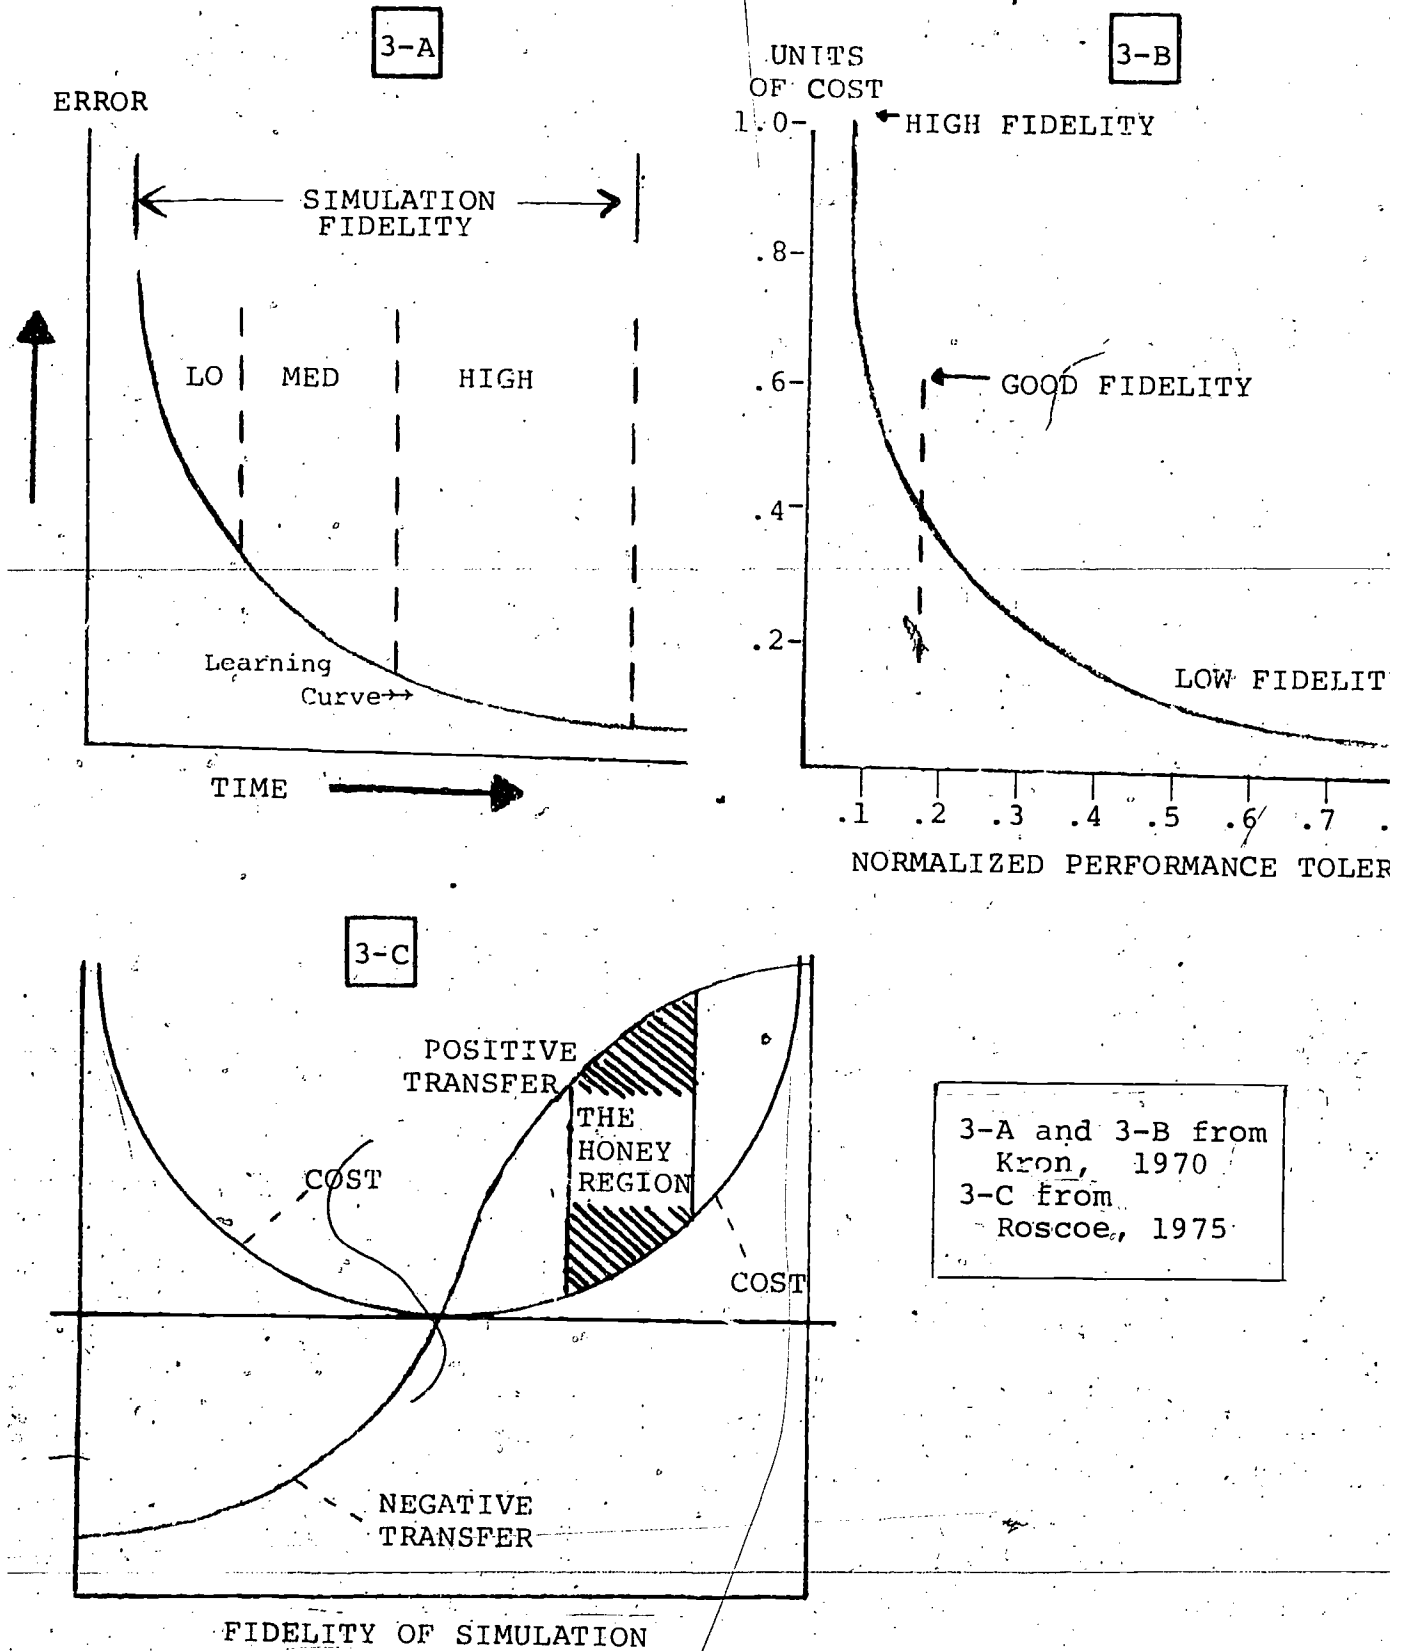 3-A
ERROR
SIMULATION
FIDELITY
LO
MED
HIGH
Learning
Curve
TIME
3-B
UNITS
OF COST
1.0
HIGH FIDELITY
.8
.6
GOOD FIDELITY
.4
.2
LOW FIDELIT
.1 .2 .3 .4 .5 .6 .7 .
NORMALIZED PERFORMANCE TOLER
3-C
POSITIVE
TRANSFER
THE
HONEY
REGION
COST
COST
NEGATIVE
TRANSFER
FIDELITY OF SIMULATION
3-A and 3-B from
Kron, 1970
3-C from
Roscoe, 1975